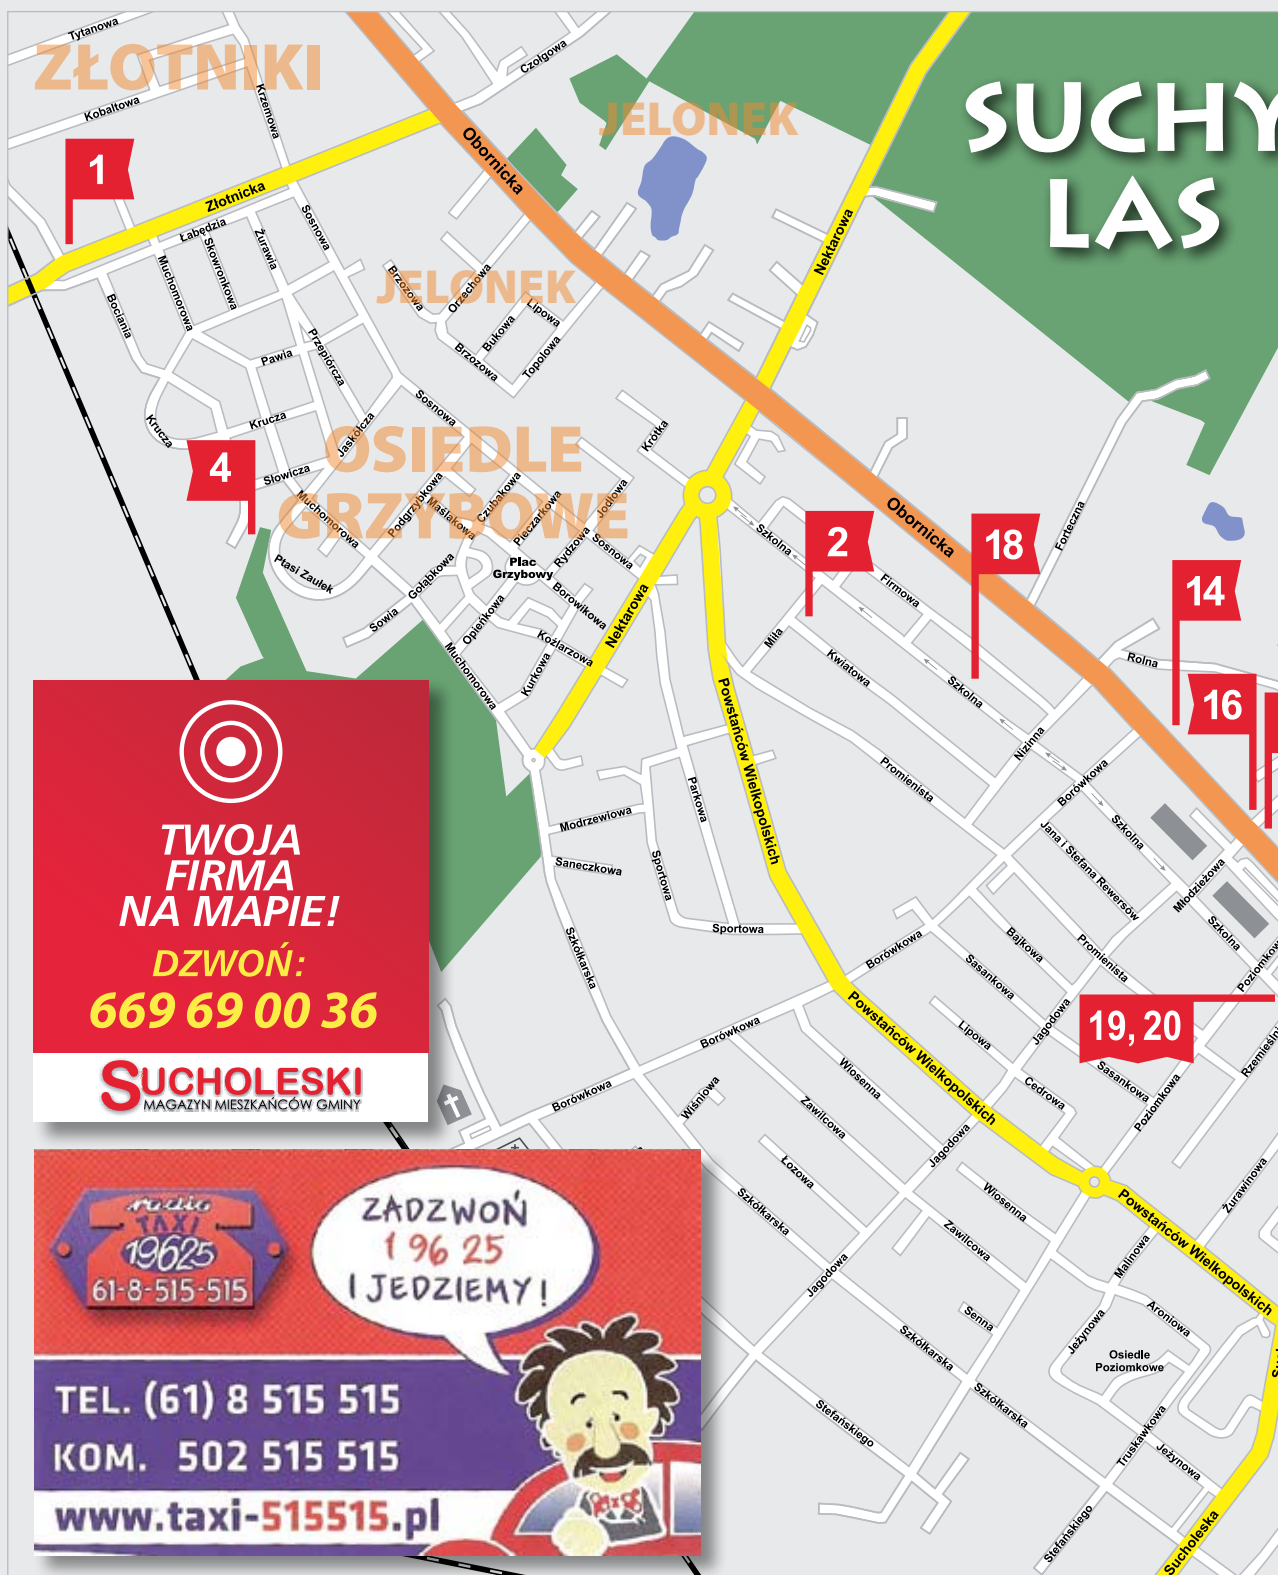 Tytanowa
ZŁOTNIKI
Kobaltowa
Krzemowa
Czołgowa
JELONEK
SUCHY
LAS
1
Obornicka
Złotnicka
Łabędzia
Sosnowa
Skowronkowa
Żurawia
Muchomorowa
Bociania
Nektarowa
JELONEK
Brzozowa
Orzechowa
Lipowa
Bukowa
Brzozowa
Topolowa
Przepiórcza
Pawia
Krucza
Krucza
Jaskółcza
Sosnowa
Krótka
OSIEDLE
GRZYBOWE
4
Słowicza
Muchomorowa
Podgrzybkowa
Maślakowa
Czubakowa
Pieczarkowa
Jodłowa
Rydzowa
Sosnowa
Plac
Grzybowy
Ptasi Zaułek
Gołąbkowa
Sowia
Opieńkowa
Borowikowa
Koźlarzowa
Kurkowa
Muchomorowa
Nektarowa
Szkolna
2
Obornicka
18
Forteczna
14
Firmowa
Miła
Kwiatowa
Szkolna
Rolna
16
Nizinna
Powstańców Wielkopolskich
Promienista
Borówkowa
Parkowa
Modrzewiowa
Saneczkowa
Sportowa
Sportowa
Szkółkarska
Szkolna
Jana i Stefana Rewersów
Młodzieżowa
Szkolna
Borówkowa
Bajkowa
Promienista
Sasankowa
Poziomkowa
19, 20
TWOJA
FIRMA
NA MAPIE!
DZWOŃ:
669 69 00 36
SUCHOLESKI
MAGAZYN MIESZKAŃCÓW GMINY
Powstańców Wielkopolskich
Jagodowa
Lipowa
Borówkowa
Wiosenna
Cedrowa
Sasankowa
Poziomkowa
Borówkowa
Wiśniowa
Zawilcowa
Jagodowa
Łozowa
Szkółkarska
Wiosenna
Zawilcowa
Żurawinowa
Powstańców Wielkopolskich
Malinowa
Jagodowa
Senna
Jeżynowa
Aroniowa
Osiedle
Poziomkowe
Szkółkarska
Szkółkarska
Stefańskiego
Truskawkowa
Jeżynowa
Stefańskiego
Sucholeska
radio
TAXI
19625
61-8-515-515
ZADZWOŃ
1 96 25
I JEDZIEMY!
TEL. (61) 8 515 515
KOM. 502 515 515
www.taxi-515515.pl